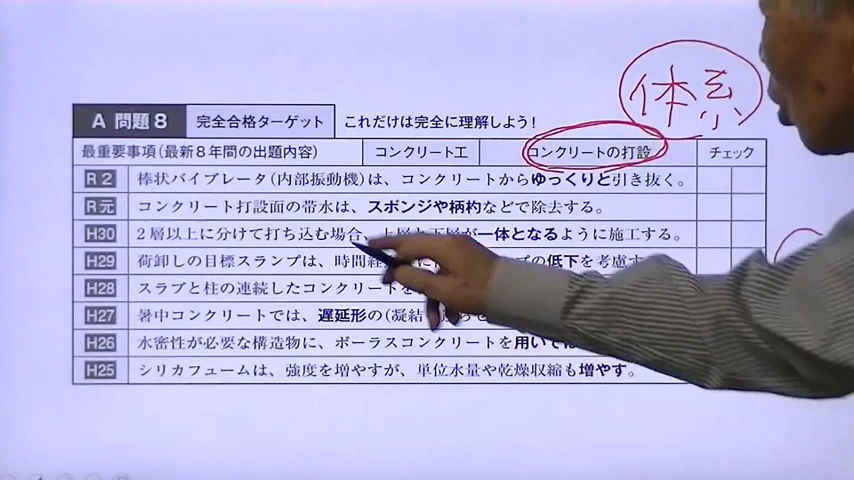 体系
A 問題8 完全合格ターゲット これだけは完全に理解しよう！
最重要事項(最新8年間の出題内容) コンクリート工 コンクリートの打設 チェック
R2 棒状バイブレータ(内部振動機)は、コンクリートからゆっくりと引き抜く。
R元 コンクリート打設面の帯水は、スポンジや柄杓などで除去する。
H30 2層以上に分けて打ち込む場合、上層と下層が一体となるように施工する。
H29 荷卸しの目標スランプは、時間経 の低下を考慮す
H28 スラブと柱の連続したコンクリート
H27 暑中コンクリートでは、遅延形の(凝結
H26 水密性が必要な構造物に、ポーラスコンクリートを用いて
H25 シリカフュームは、強度を増やすが、単位水量や乾燥収縮も増やす。